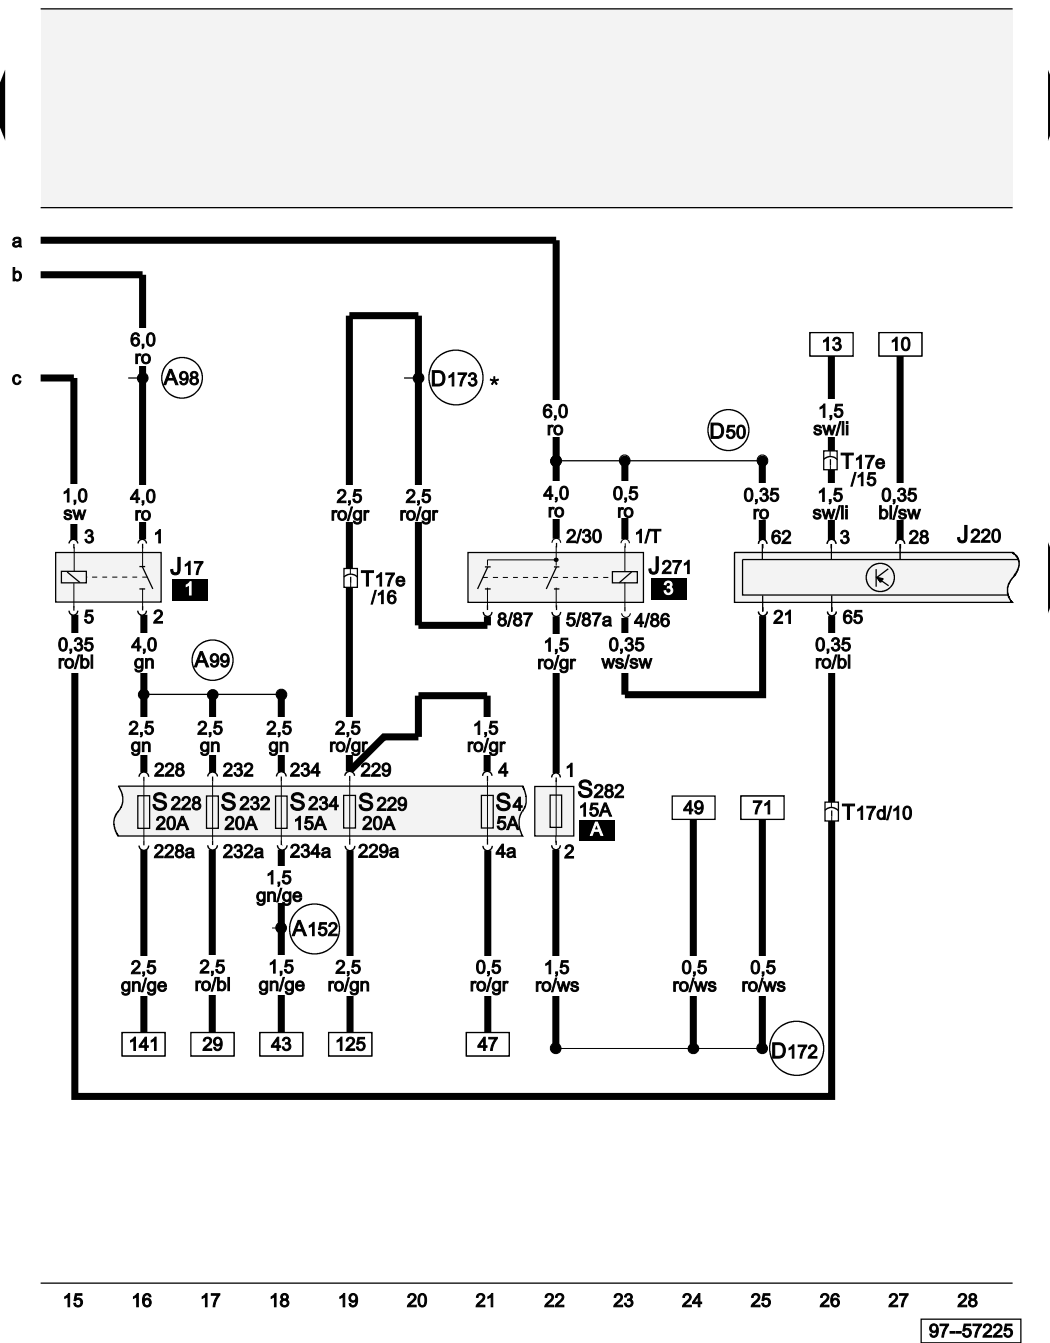 a
b
6,0
ro
13
10
c
A98
D173 *
6,0
ro
1,5
sw/li
D50
T17e
/15
1,0
sw
4,0
ro
2,5
ro/gr
2,5
ro/gr
4,0
ro
0,5
ro
0,35
ro
1,5
sw/li
0,35
bl/sw
3
1
2/30
1/T
62
3
28
J220
J17
1
T17e
/16
J271
3
5
2
8/87
5/87a
4/86
21
65
0,35
ro/bl
4,0
gn
A99
1,5
ro/gr
0,35
ws/sw
0,35
ro/bl
2,5
gn
2,5
gn
2,5
gn
2,5
ro/gr
1,5
ro/gr
228
232
234
229
4
1
S228
20A
S232
20A
S234
15A
S229
20A
S4
5A
S282
15A
A
49
71
T17d/10
228a
232a
234a
229a
4a
2
1,5
gn/ge
A152
2,5
gn/ge
2,5
ro/bl
1,5
gn/ge
2,5
ro/gn
0,5
ro/gr
1,5
ro/ws
0,5
ro/ws
0,5
ro/ws
141
29
43
125
47
D172
15 16 17 18 19 20 21 22 23 24 25 26 27 28
97--57225